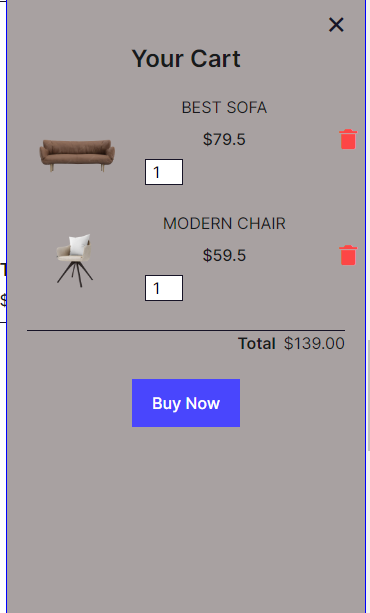 Your Cart
BEST SOFA
$79.5
1
MODERN CHAIR
$59.5
1
Total $139.00
Buy Now